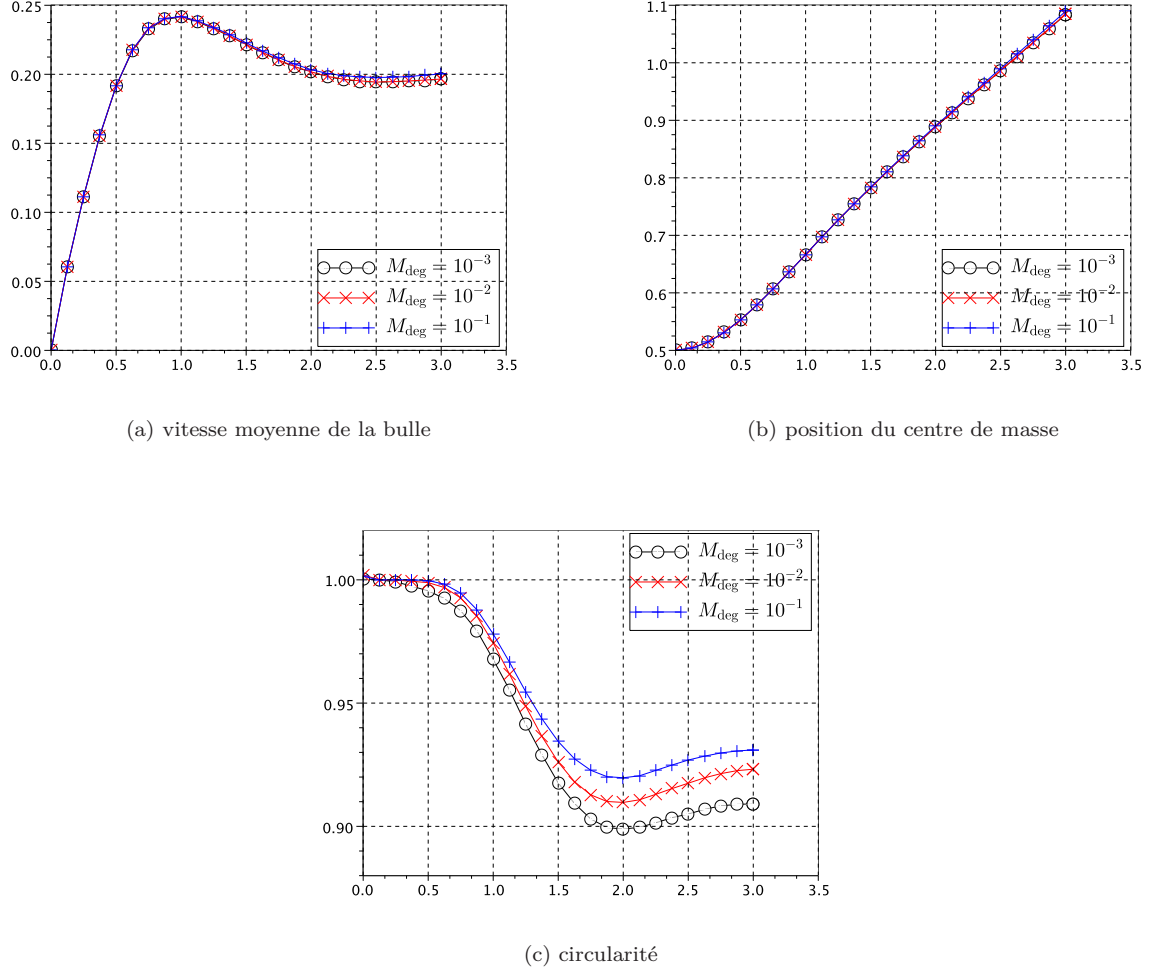 0.25
0.20
0.15
0.10
0.05
0.00
0.0 0.5 1.0 1.5 2.0 2.5 3.0 3.5
M_deg = 10^-3
M_deg = 10^-2
M_deg = 10^-1
(a) vitesse moyenne de la bulle
1.1
1.0
0.9
0.8
0.7
0.6
0.5
0.0 0.5 1.0 1.5 2.0 2.5 3.0 3.5
M_deg = 10^-3
M_deg = 10^-2
M_deg = 10^-1
(b) position du centre de masse
1.00
0.95
0.90
0.0 0.5 1.0 1.5 2.0 2.5 3.0 3.5
M_deg = 10^-3
M_deg = 10^-2
M_deg = 10^-1
(c) circularité